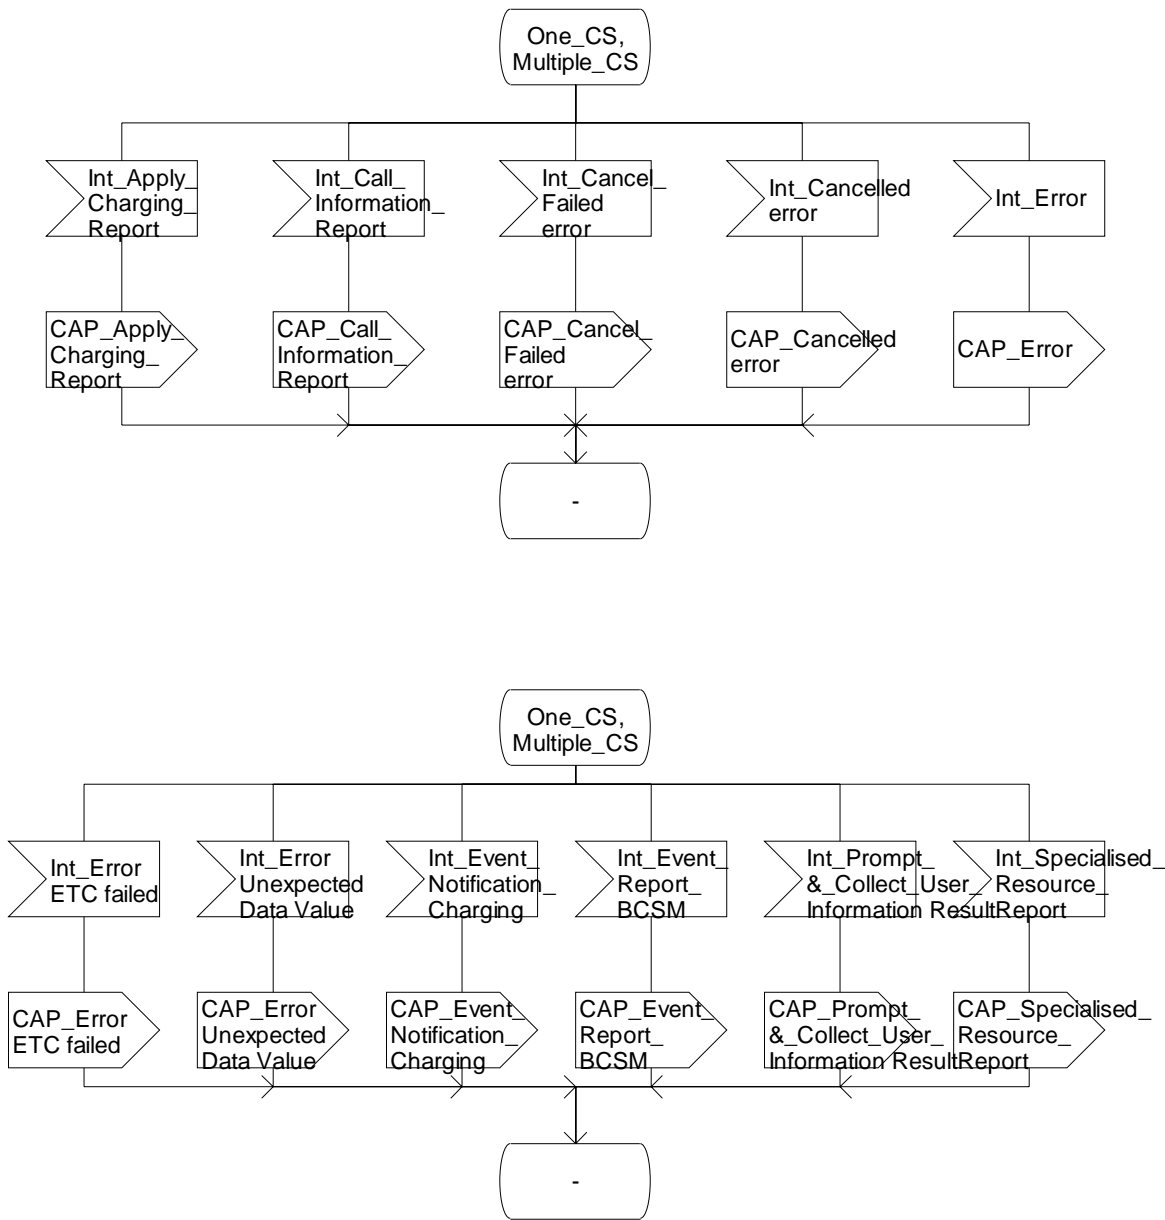 One_CS,
Multiple_CS
Int_Apply_
Charging_
Report
Int_Call_
Information_
Report
Int_Cancel_
Failed
error
Int_Cancelled
error
Int_Error
CAP_Apply_
Charging_
Report
CAP_Call_
Information_
Report
CAP_Cancel_
Failed
error
CAP_Cancelled
error
CAP_Error
-
One_CS,
Multiple_CS
Int_Error
ETC failed
Int_Error
Unexpected
Data Value
Int_Event_
Notification_
Charging
Int_Event_
Report_
BCSM
Int_Prompt_
&_Collect_User_
Information Result
Int_Specialised_
Resource_
Report
CAP_Error
ETC failed
CAP_Error
Unexpected
Data Value
CAP_Event_
Notification_
Charging
CAP_Event_
Report_
BCSM
CAP_Prompt_
&_Collect_User_
Information Result
CAP_Specialised_
Resource_
Report
-